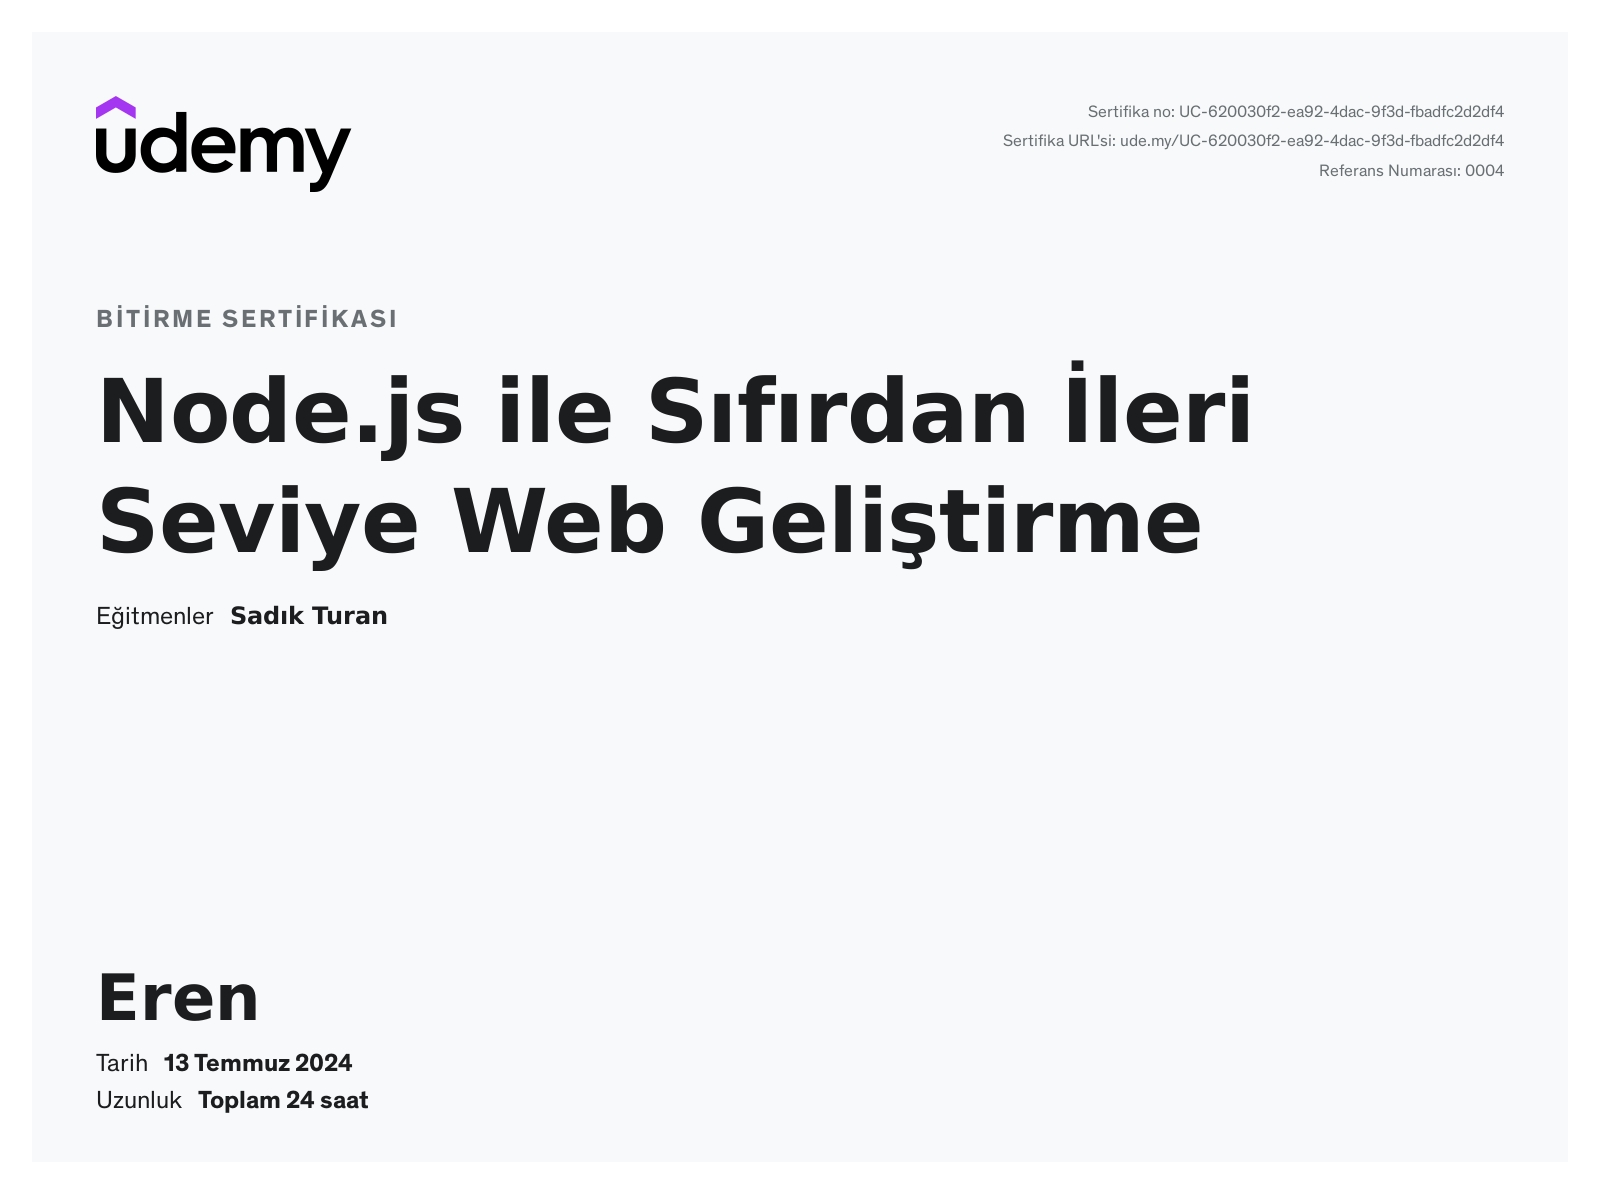 udemy
Sertifika no: UC-620030f2-ea92-4dac-9f3d-fbadfc2d2df4
Sertifika URL'si: ude.my/UC-620030f2-ea92-4dac-9f3d-fbadfc2d2df4
Referans Numarası: 0004
BİTİRME SERTİFİKASI
Node.js ile Sıfırdan İleri
Seviye Web Geliştirme
Eğitmenler Sadık Turan
Eren
Tarih 13 Temmuz 2024
Uzunluk Toplam 24 saat